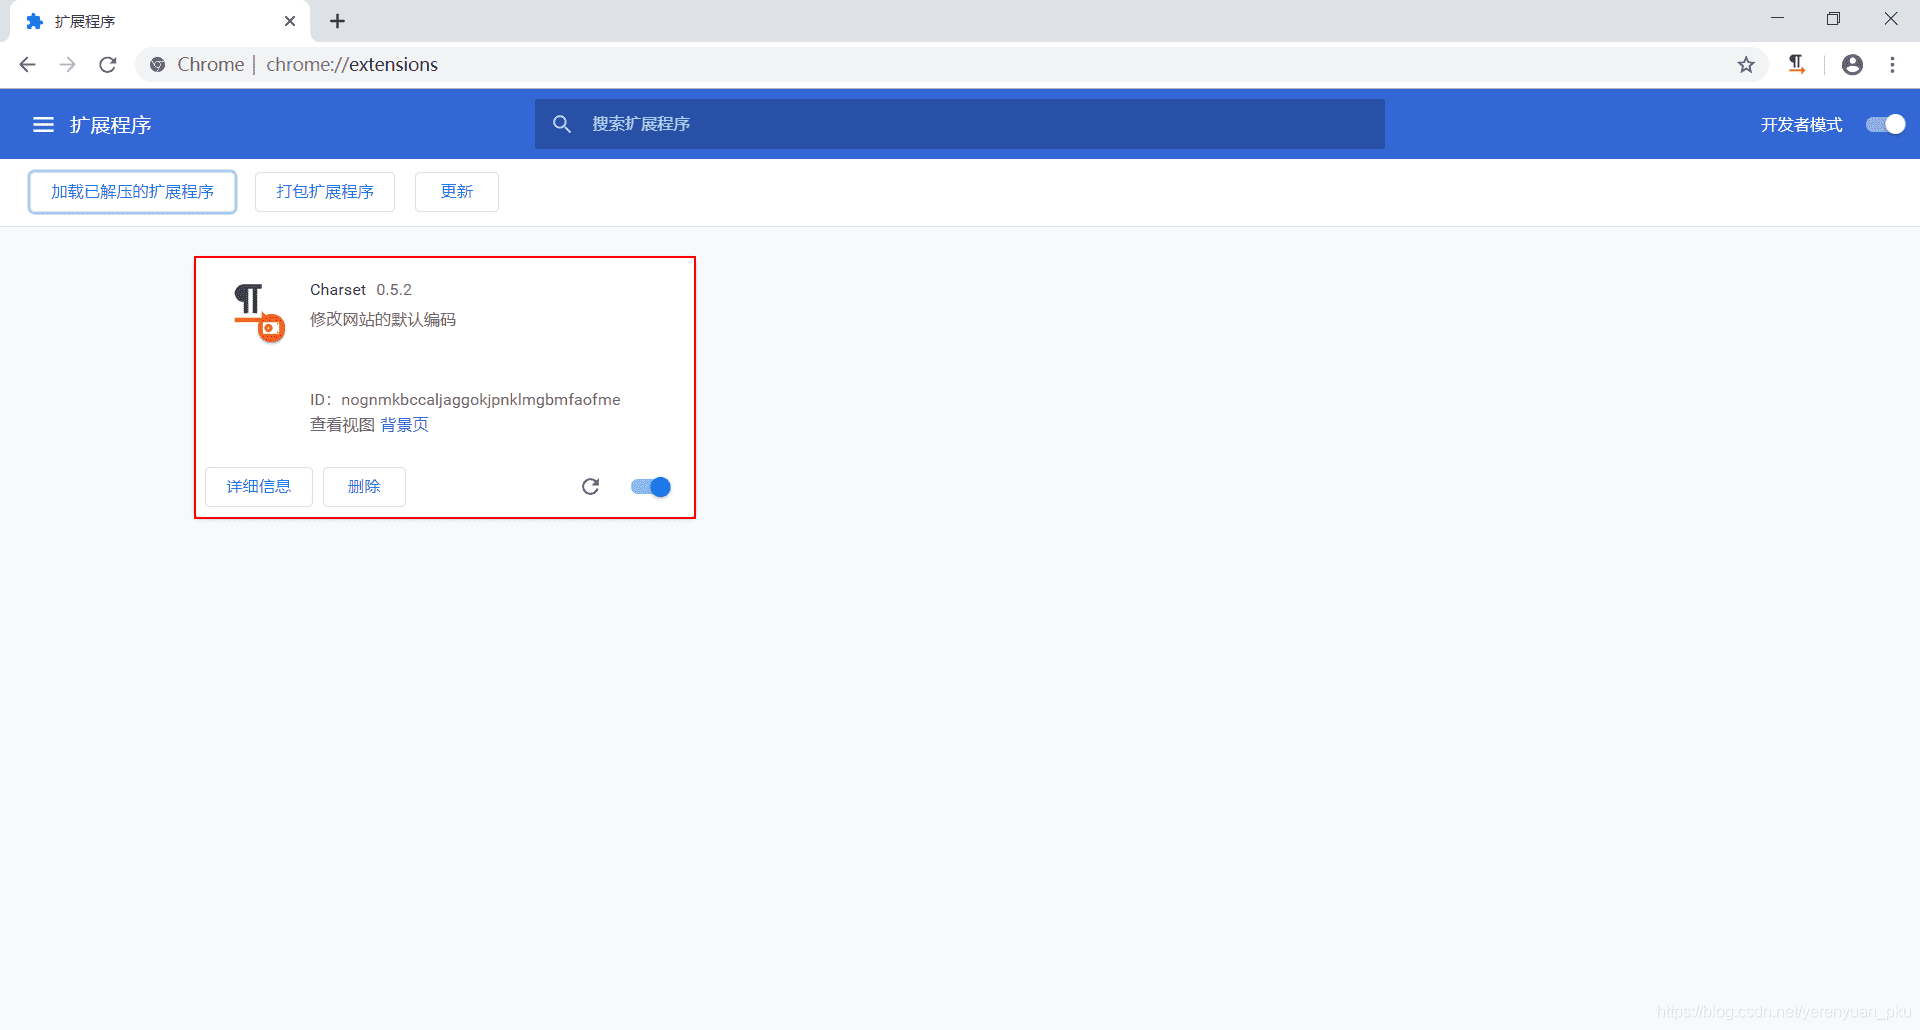 扩展程序
Chrome | chrome://extensions
扩展程序
搜索扩展程序
开发者模式
加载已解压的扩展程序
打包扩展程序
更新
Charset 0.5.2
修改网站的默认编码
ID：nognmkbccaljaggokjpnklmgbmfaofme
查看视图 背景页
详细信息
删除
https://blog.csdn.net/yerenyuan_pku